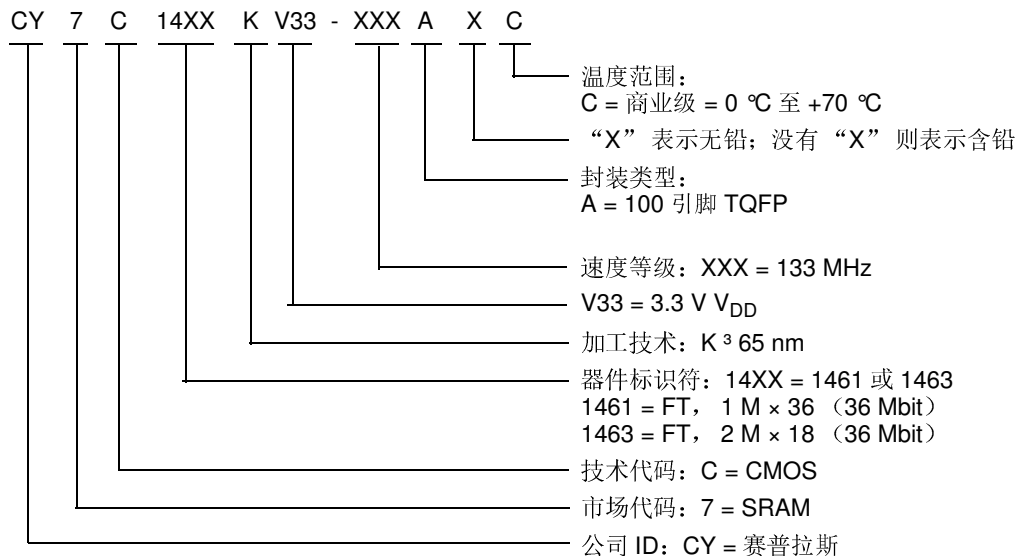 CY 7 C 14XX K V33 - XXX A X C
温度范围：
C = 商业级 = 0 ℃ 至 +70 ℃
“X” 表示无铅；没有 “X” 则表示含铅
封装类型：
A = 100 引脚 TQFP
速度等级：XXX = 133 MHz
V33 = 3.3 V VDD
加工技术：K ³ 65 nm
器件标识符：14XX = 1461 或 1463
1461 = FT， 1 M × 36 （36 Mbit）
1463 = FT， 2 M × 18 （36 Mbit）
技术代码：C = CMOS
市场代码：7 = SRAM
公司 ID：CY = 赛普拉斯